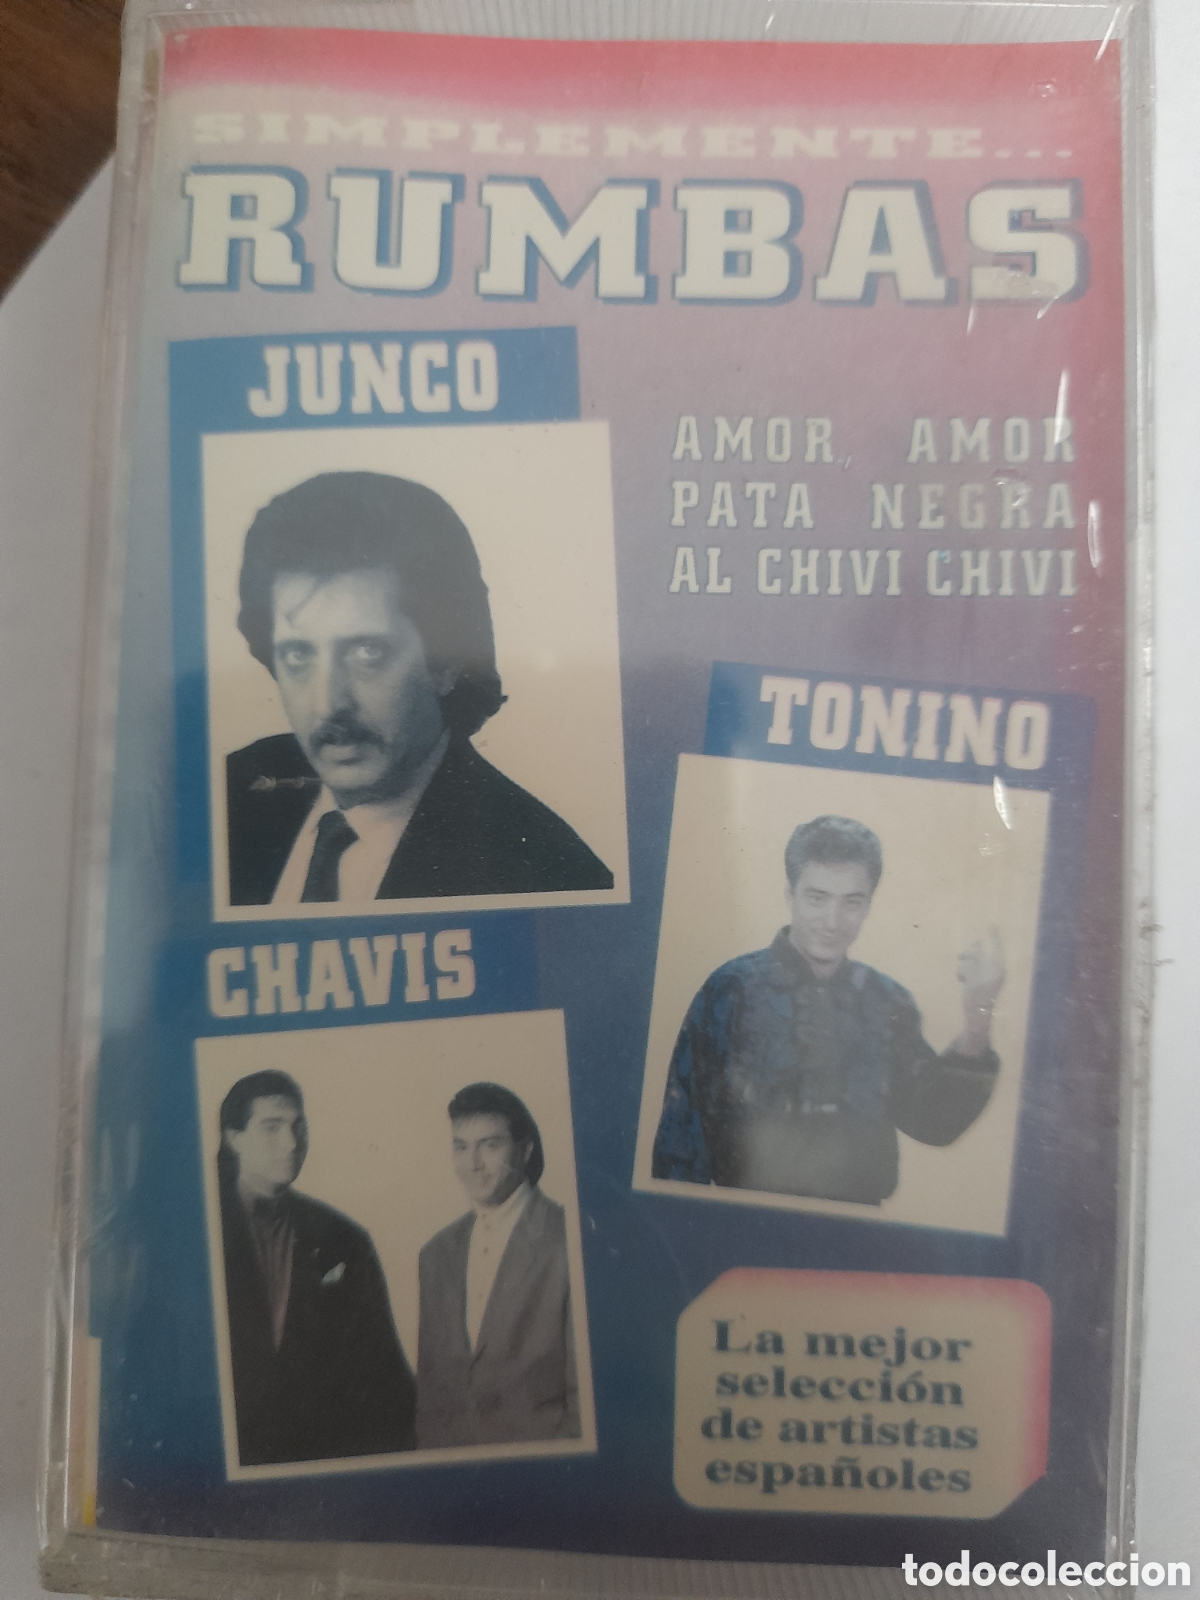 SIMPLEMENTE...
RUMBAS
JUNCO
AMOR, AMOR
PATA NEGRA
AL CHIVI CHIVI
TONINO
CHAVIS
La mejor
selección
de artistas
españoles
todocoleccion